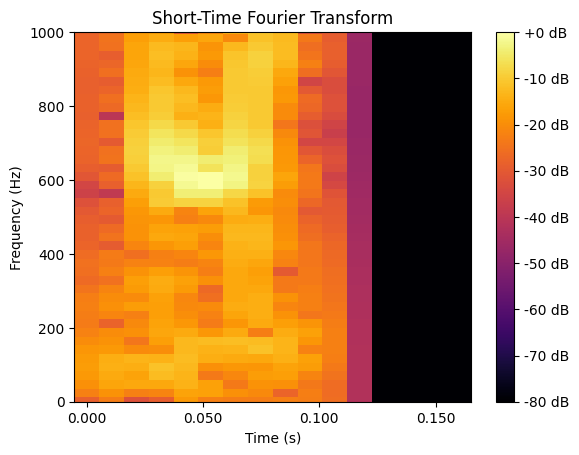 Short-Time Fourier Transform
1000
800
600
400
200
0
Frequency (Hz)
0.000
0.050
0.100
0.150
Time (s)
+0 dB
-10 dB
-20 dB
-30 dB
-40 dB
-50 dB
-60 dB
-70 dB
-80 dB